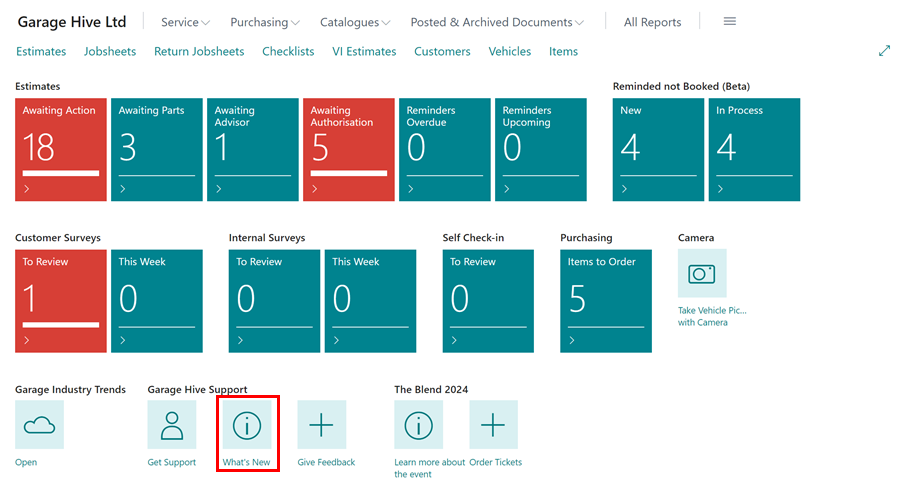 Garage Hive Ltd
Service Purchasing Catalogues Posted & Archived Documents All Reports
Estimates Jobsheets Return Jobsheets Checklists VI Estimates Customers Vehicles Items
Estimates
Reminded not Booked (Beta)
Awaiting Action
18
Awaiting Parts
3
Awaiting
Advisor
1
Awaiting
Authorisation
5
Reminders
Overdue
0
Reminders
Upcoming
0
New
4
In Process
4
Customer Surveys
Internal Surveys
Self Check-in
Purchasing
Camera
To Review
1
This Week
0
To Review
0
This Week
0
To Review
0
Items to Order
5
Take Vehicle Pic...
with Camera
Garage Industry Trends
Garage Hive Support
The Blend 2024
Open
Get Support
What's New
Give Feedback
Learn more about
the event
Order Tickets